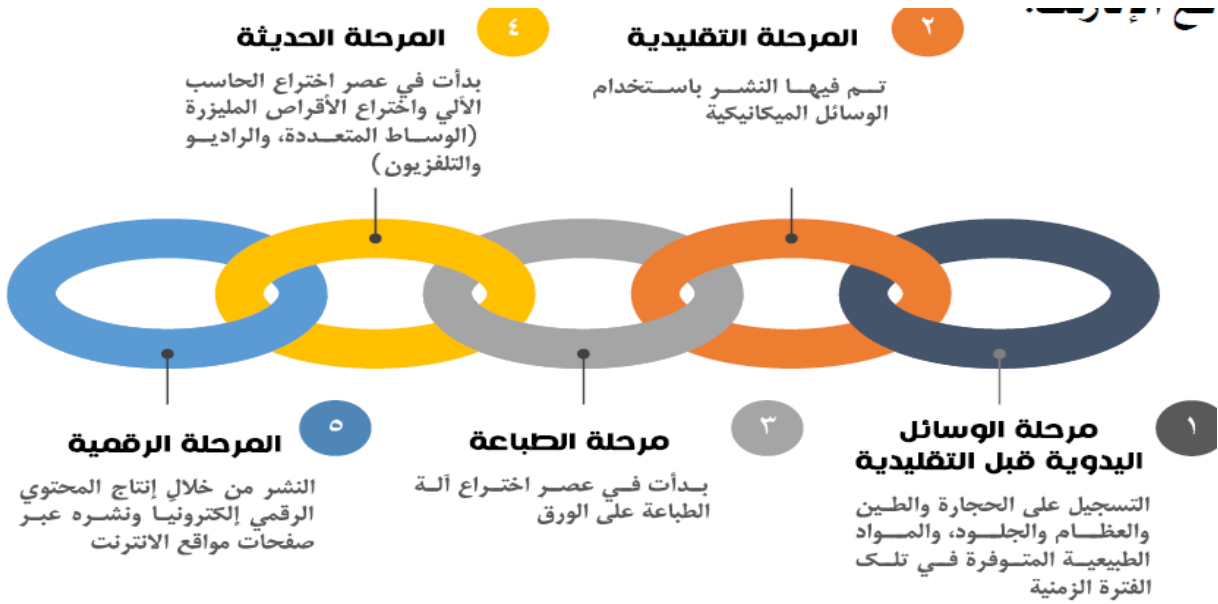 ١
مرحلة الوسائل
اليدوية قبل التقليدية
التسجيل على الحجارة والطين
والعظام والجلود، والمواد
الطبيعية المتوفرة في تلك
الفترة الزمنية
٢
المرحلة التقليدية
تم فيها النشر باستخدام
الوسائل الميكانيكية
٣
مرحلة الطباعة
بدأت في عصر اختراع آلة
الطباعة على الورق
٤
المرحلة الحديثة
بدأت في عصر اختراع الحاسب
الآلي واختراع الأقراص المليزرة
(الوساط المتعددة، والراديو
والتلفزيون)
٥
المرحلة الرقمية
النشر من خلال إنتاج المحتوي
الرقمي إلكترونيا ونشره عبر
صفحات مواقع الانترنت